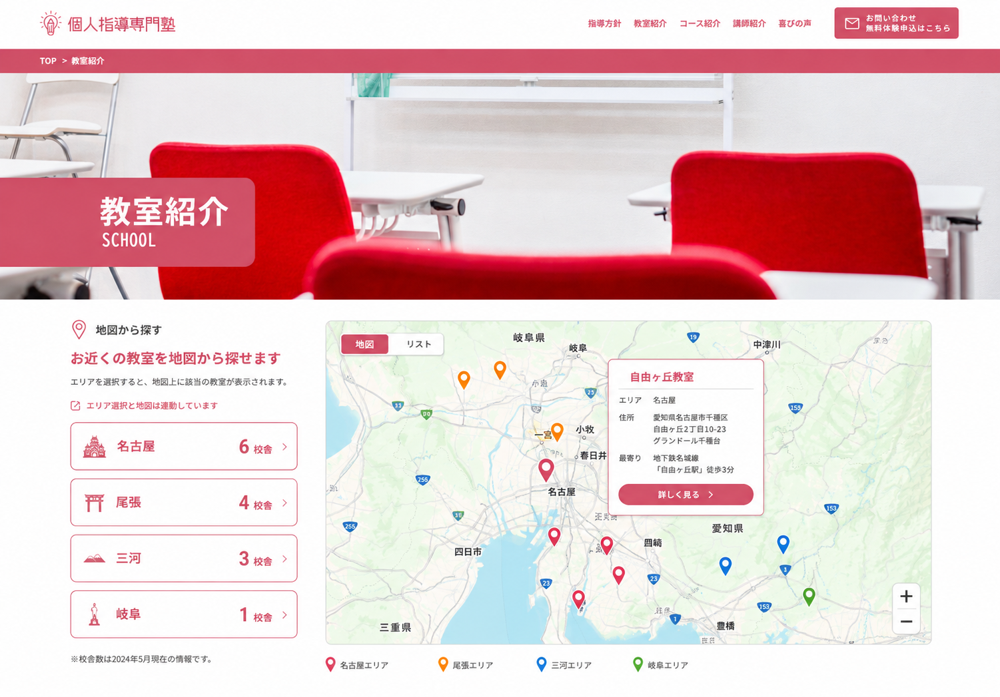 個人指導専門塾
指導方針 教室紹介 コース紹介 講師紹介 喜びの声
お問い合わせ
無料体験申込はこちら
TOP > 教室紹介
教室紹介
SCHOOL
地図から探す
お近くの教室を地図から探せます
エリアを選択すると、地図上に該当の教室が表示されます。
エリア選択と地図は連動しています
名古屋 6 校舎
尾張 4 校舎
三河 3 校舎
岐阜 1 校舎
※校舎数は2024年5月現在の情報です。
地図 リスト
岐阜県
岐阜
19
中津川
25
11
158
小牧
一宮
春日井
256
名古屋
153
255
愛知県
四日市
1
23
23
153
三重県
1
豊橋
自由ヶ丘教室
エリア 名古屋
住所 愛知県名古屋市千種区
自由ヶ丘2丁目10-23
グランドール千種台
最寄り 地下鉄名城線
「自由ヶ丘駅」徒歩3分
詳しく見る >
+
−
名古屋エリア 尾張エリア 三河エリア 岐阜エリア